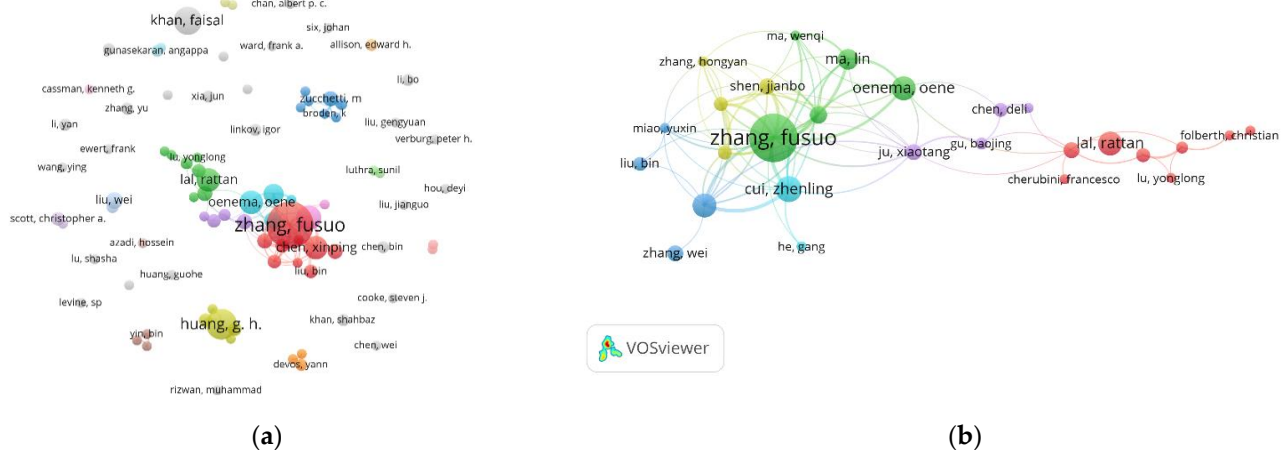 chan, albert p. c.
khan, faisal
six, johan
gunasekaran, angappa
ward, frank a.
allison, edward h.
li, bo
cassman, kenneth g.
xia, jun
zucchetti, m
zhang, yu
broden, k
li, yan
linkov, igor
liu, gengyuan
verburg, peter h.
ewert, frank
lu, yonglong
wang, ying
luthra, sunil
lal, rattan
hou, deyi
liu, wei
oenema, oene
liu, jianguo
scott, christopher a.
zhang, fusuo
azadi, hossein
chen, xinping
chen, bin
lu, shasha
liu, bin
huang, guohe
levine, sp
cooke, steven j.
huang, g. h.
khan, shahbaz
yin, bin
chen, wei
devos, yann
rizwan, muhammad
(a)
ma, wenqi
zhang, hongyan
ma, lin
shen, jianbo
oenema, oene
chen, deli
miao, yuxin
zhang, fusuo
folberth, christian
gu, baojing
lal, rattan
ju, xiaotang
liu, bin
cui, zhenling
cherubini, francesco
lu, yonglong
he, gang
zhang, wei
VOSviewer
(b)